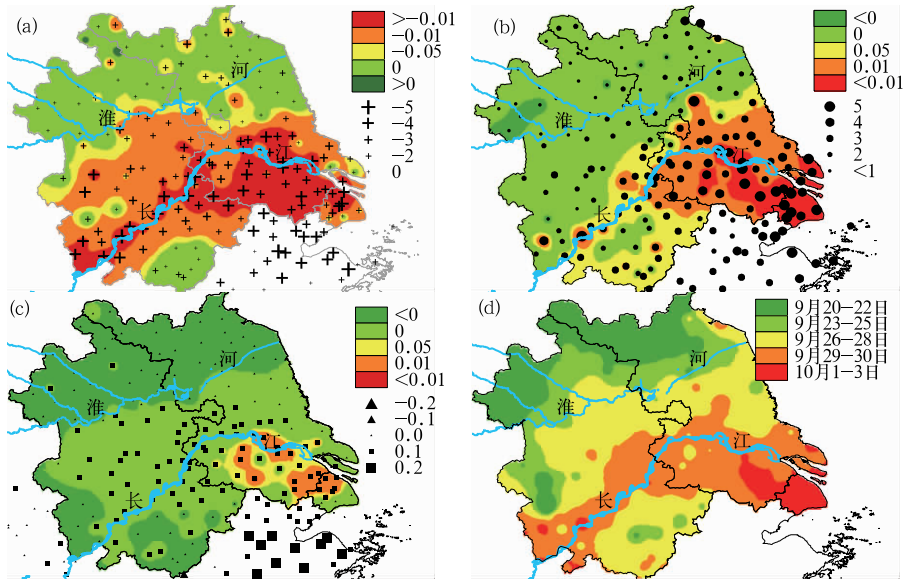 (a)
>-0.01
-0.01
-0.05
0
>0
-5
-4
-3
-2
0
河
淮
江
长
(b)
<0
0
0.05
0.01
<0.01
5
4
3
2
<1
河
淮
江
长
(c)
<0
0
0.05
0.01
<0.01
-0.2
-0.1
0.0
0.1
0.2
河
淮
江
长
(d)
9月20-22日
9月23-25日
9月26-28日
9月29-30日
10月1-3日
河
淮
江
长